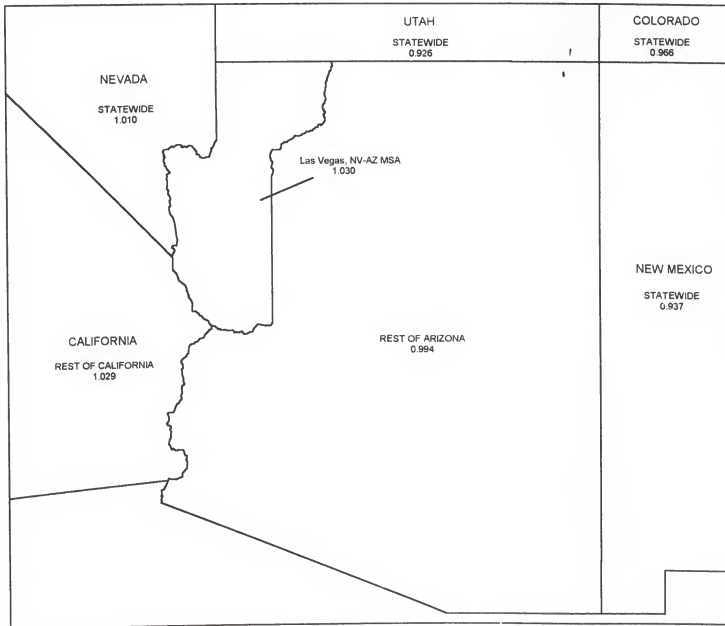 UTAH
STATEWIDE
0.926
COLORADO
STATEWIDE
0.966
NEVADA
STATEWIDE
1.010
Las Vegas, NV-AZ MSA
1.030
NEW MEXICO
STATEWIDE
0.937
CALIFORNIA
REST OF CALIFORNIA
1.029
REST OF ARIZONA
0.994